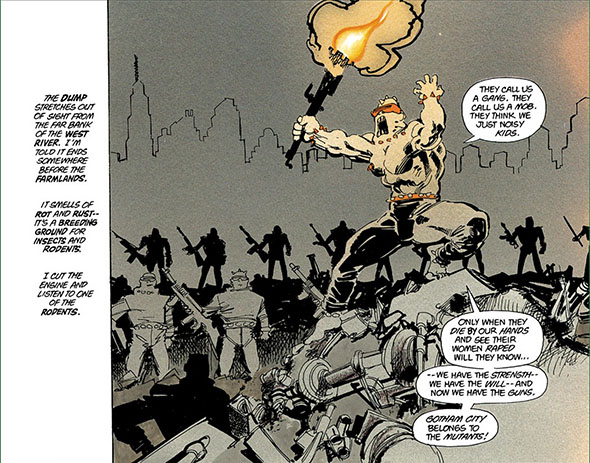 THE DUMP
STRETCHES OUT
OF SIGHT FROM
THE FAR BANK
OF THE WEST
RIVER. I'M
TOLD IT ENDS
SOMEWHERE
BEFORE THE
FARMLANDS.
IT SMELLS OF
ROT AND RUST--
IT'S A BREEDING
GROUND FOR
INSECTS AND
RODENTS.
I CUT THE
ENGINE AND
LISTEN TO ONE
OF THE
RODENTS.
THEY CALL US
A GANG. THEY
CALL US A MOB.
THEY THINK WE
JUST NOISY
KIDS.
ONLY WHEN THEY
DIE BY OUR HANDS
AND SEE THEIR
WOMEN RAPED
WILL THEY KNOW...
--WE HAVE THE STRENGTH--
WE HAVE THE WILL--AND
NOW WE HAVE THE GUNS.
GOTHAM CITY
BELONGS TO
THE MUTANTS!